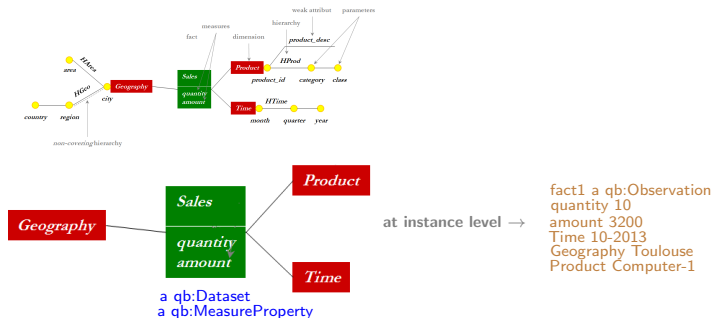 weak attribut
measures
hierarchy
parameters
fact
dimension
product_desc
HArea
HProd
area
Product
Sales
product_id
category
class
HGeo
Geography
city
quantity
amount
HTime
Time
country
region
month
quarter
year
non-coveringhierarchy
Product
Sales
Geography
quantity
amount
Time
a qb:Dataset
a qb:MeasureProperty
at instance level →
fact1 a qb:Observation
quantity 10
amount 3200
Time 10-2013
Geography Toulouse
Product Computer-1